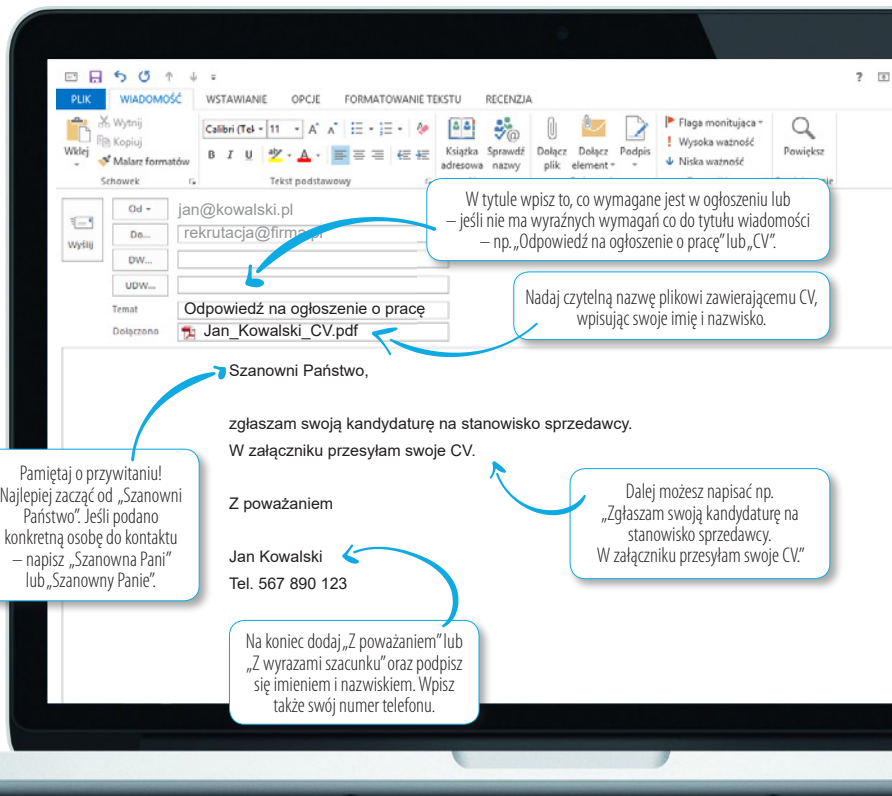 ?
PLIK WIADOMOŚĆ WSTAWIANIE OPCJE FORMATOWANIE TEKSTU RECENZJA
Wklej
Wytnij
Kopiuj
Malarz formatów
Schowek
Calibri (Tek 11
B I U
Tekst podstawowy
Książka adresowa
Sprawdź nazwy
Dołącz plik
Dołącz element
Podpis
Flaga monitująca
Wysoka ważność
Niska ważność
Powiększ
Wyślij
Od jan@kowalski.pl
Do... rekrutacja@firma.pl
DW...
UDW...
Temat Odpowiedź na ogłoszenie o pracę
Dołączono Jan_Kowalski_CV.pdf
W tytule wpisz to, co wymagane jest w ogłoszeniu lub
– jeśli nie ma wyraźnych wymagań co do tytułu wiadomości
– np. „Odpowiedź na ogłoszenie o pracę” lub „CV”.
Nadaj czytelną nazwę plikowi zawierającemu CV,
wpisując swoje imię i nazwisko.
Szanowni Państwo,
zgłaszam swoją kandydaturę na stanowisko sprzedawcy.
W załączniku przesyłam swoje CV.
Z poważaniem
Jan Kowalski
Tel. 567 890 123
Pamiętaj o przywitaniu!
Najlepiej zacząć od „Szanowni
Państwo”. Jeśli podano
konkretną osobę do kontaktu
– napisz „Szanowna Pani”
lub „Szanowny Panie”.
Dalej możesz napisać np.
„Zgłaszam swoją kandydaturę na
stanowisko sprzedawcy.
W załączniku przesyłam swoje CV.”
Na koniec dodaj „Z poważaniem” lub
„Z wyrazami szacunku” oraz podpisz
się imieniem i nazwiskiem. Wpisz
także swój numer telefonu.